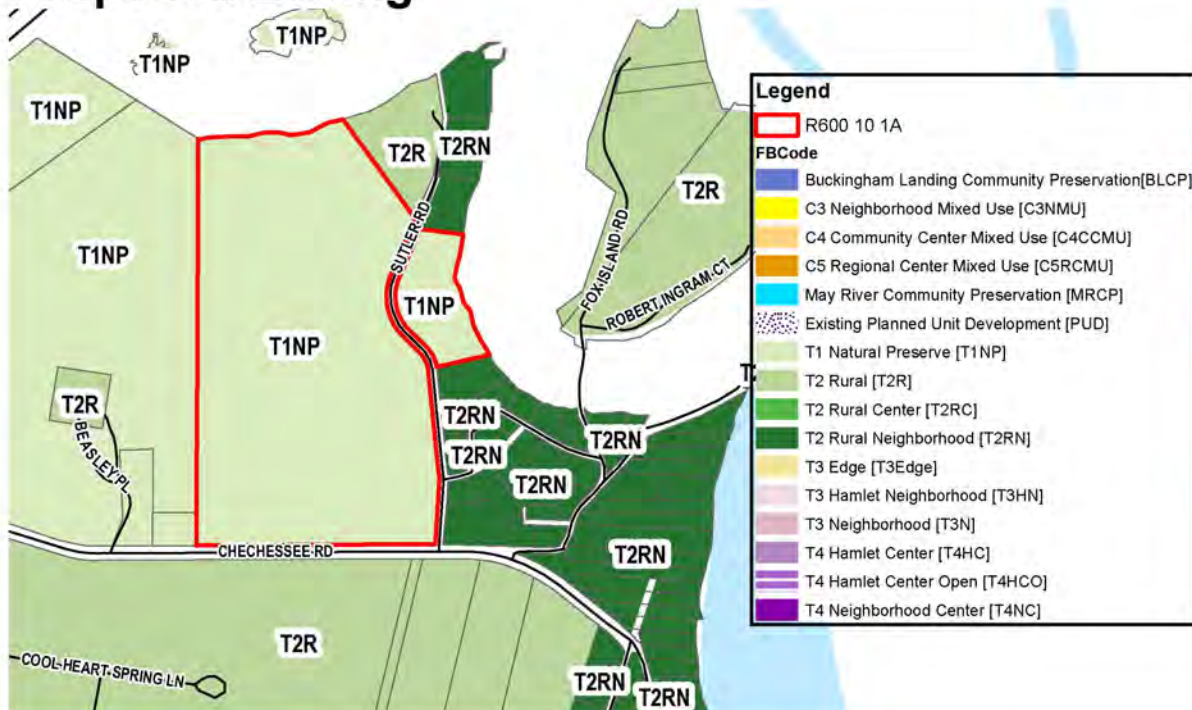 T1NP
T1NP
T1NP
T2R
T2RN
T2R
T1NP
SUTLER RD
T1NP
FOX ISLAND RD
ROBERT INGRAM CT
T1NP
T2R
BEASLEY PL
T2RN
T2RN
T2RN
T2RN
CHECHESSEE RD
T2RN
T2R
COOL HEART SPRING LN
T2RN
T2RN
Legend
R600 10 1A
FBCode
Buckingham Landing Community Preservation[BLCP]
C3 Neighborhood Mixed Use [C3NMU]
C4 Community Center Mixed Use [C4CCMU]
C5 Regional Center Mixed Use [C5RCMU]
May River Community Preservation [MRCP]
Existing Planned Unit Development [PUD]
T1 Natural Preserve [T1NP]
T2 Rural [T2R]
T2 Rural Center [T2RC]
T2 Rural Neighborhood [T2RN]
T3 Edge [T3Edge]
T3 Hamlet Neighborhood [T3HN]
T3 Neighborhood [T3N]
T4 Hamlet Center [T4HC]
T4 Hamlet Center Open [T4HCO]
T4 Neighborhood Center [T4NC]